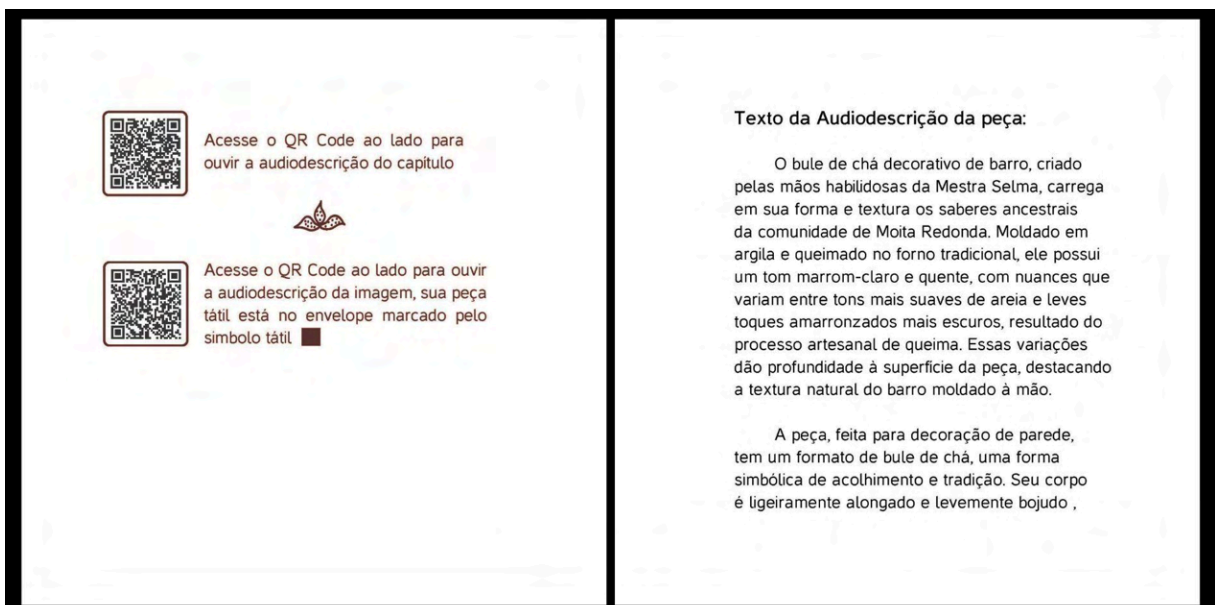 Acesse o QR Code ao lado para
ouvir a audiodescrição do capítulo
Acesse o QR Code ao lado para ouvir
a audiodescrição da imagem, sua peça
tátil está no envelope marcado pelo
simbolo tátil
Texto da Audiodescrição da peça:
O bule de chá decorativo de barro, criado
pelas mãos habilidosas da Mestra Selma, carrega
em sua forma e textura os saberes ancestrais
da comunidade de Moita Redonda. Moldado em
argila e queimado no forno tradicional, ele possui
um tom marrom-claro e quente, com nuances que
variam entre tons mais suaves de areia e leves
toques amarronzados mais escuros, resultado do
processo artesanal de queima. Essas variações
dão profundidade à superfície da peça, destacando
a textura natural do barro moldado à mão.
A peça, feita para decoração de parede,
tem um formato de bule de chá, uma forma
simbólica de acolhimento e tradição. Seu corpo
é ligeiramente alongado e levemente bojudo ,